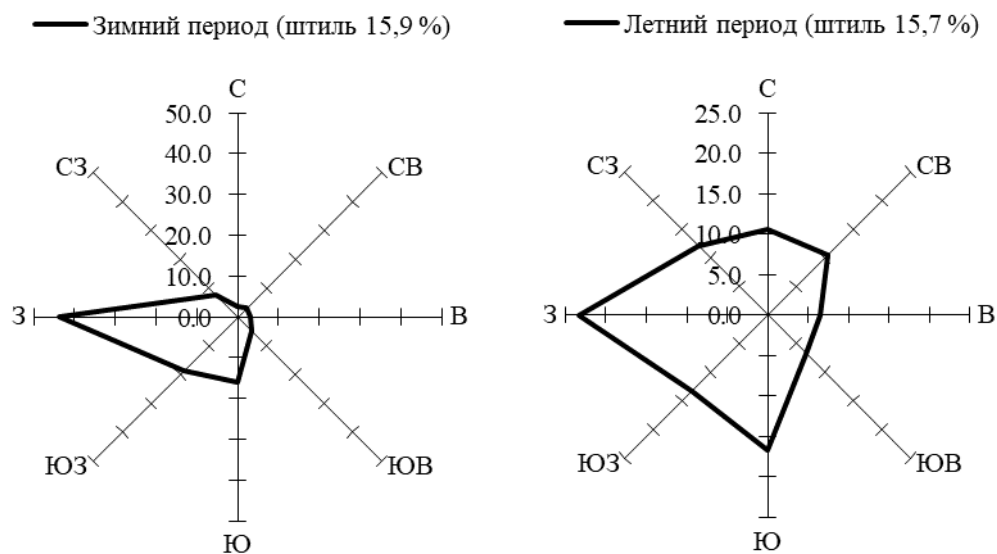 Зимний период (штиль 15,9 %)
С
50.0
40.0
30.0
20.0
10.0
0.0
СЗ
СВ
З
В
ЮЗ
ЮВ
Ю
Летний период (штиль 15,7 %)
С
25.0
20.0
15.0
10.0
5.0
0.0
СЗ
СВ
З
В
ЮЗ
ЮВ
Ю